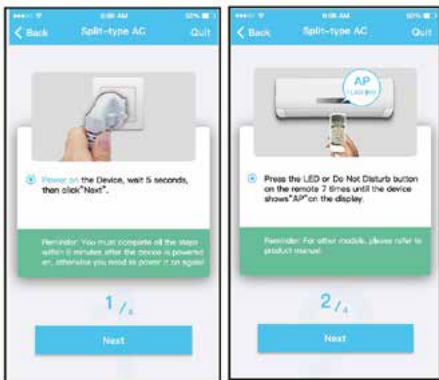 Back Split-type AC Quit
Power on the Device, wait 5 seconds,
then click"Next".
Reminder: You must complete all the steps
within 8 minutes after the device is powered
on, otherwise you need to power it on again!
1/4
Next
Back Split-type AC Quit
AP
Press the LED or Do Not Disturb button
on the remote 7 times until the device
shows"AP"on the display.
Reminder: For other module, please refer to
product manual.
2/4
Next